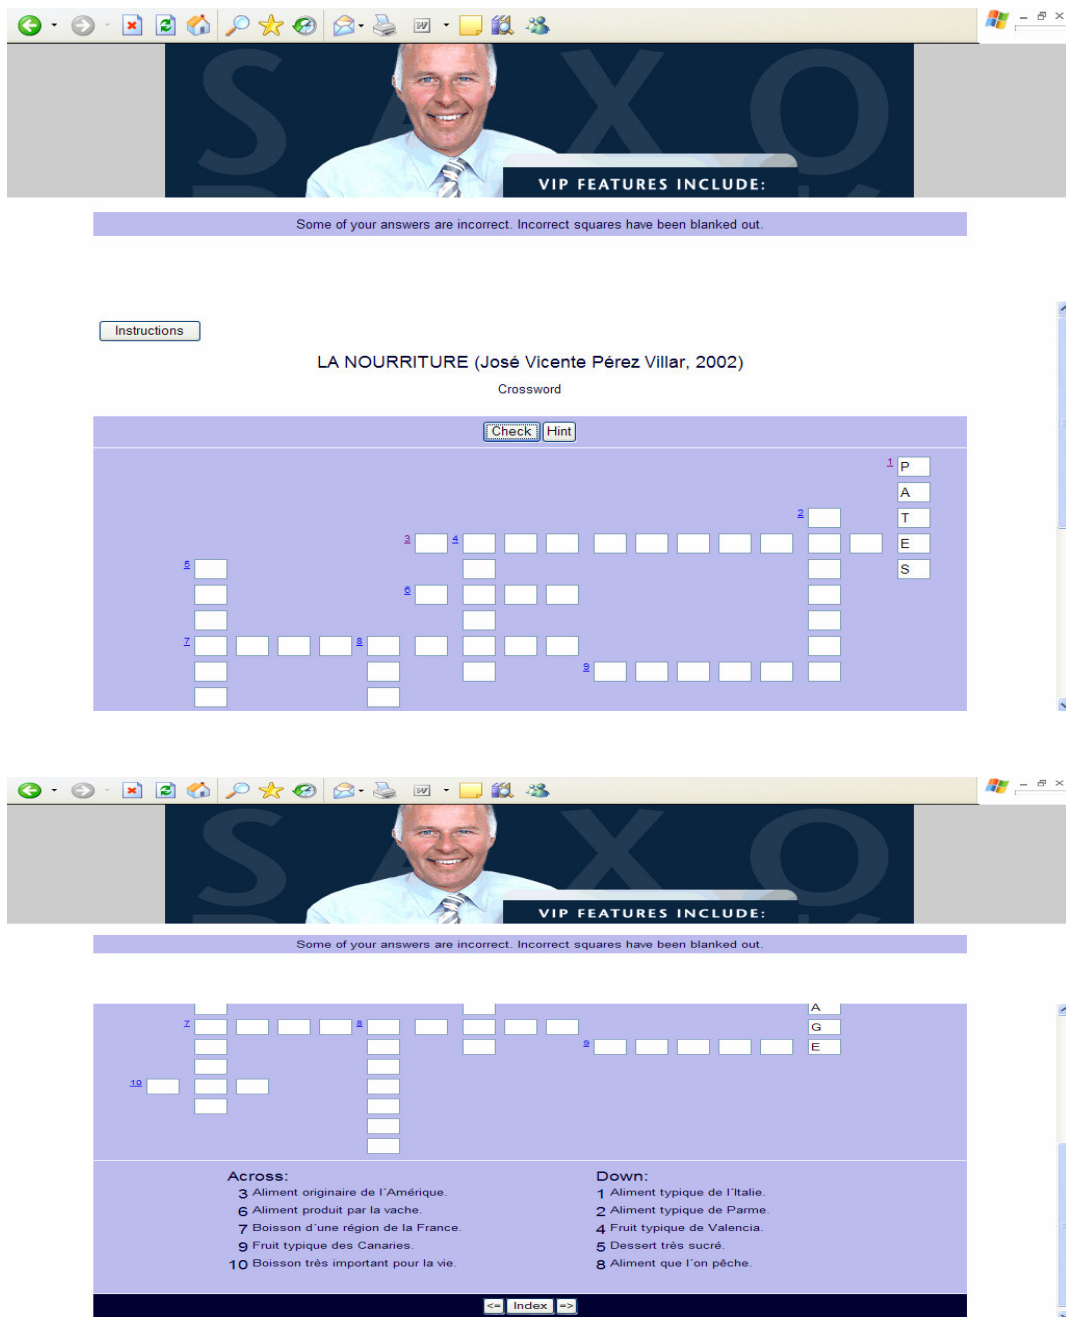 SAXO
VIP FEATURES INCLUDE:
Some of your answers are incorrect. Incorrect squares have been blanked out.
Instructions
LA NOURRITURE (José Vicente Pérez Villar, 2002)
Crossword
Check Hint
1 P
A
2 T
3 4 E
5 S
6
7 8
9
SAXO
VIP FEATURES INCLUDE:
Some of your answers are incorrect. Incorrect squares have been blanked out.
A
7 8 G
9 E
10
Across:
3 Aliment originaire de l´Amérique.
6 Aliment produit par la vache.
7 Boisson d´une région de la France.
9 Fruit typique des Canaries.
10 Boisson très important pour la vie.
Down:
1 Aliment typique de l´Italie.
2 Aliment typique de Parme.
4 Fruit typique de Valencia.
5 Dessert très sucré.
8 Aliment que l´on pêche.
<= Index =>